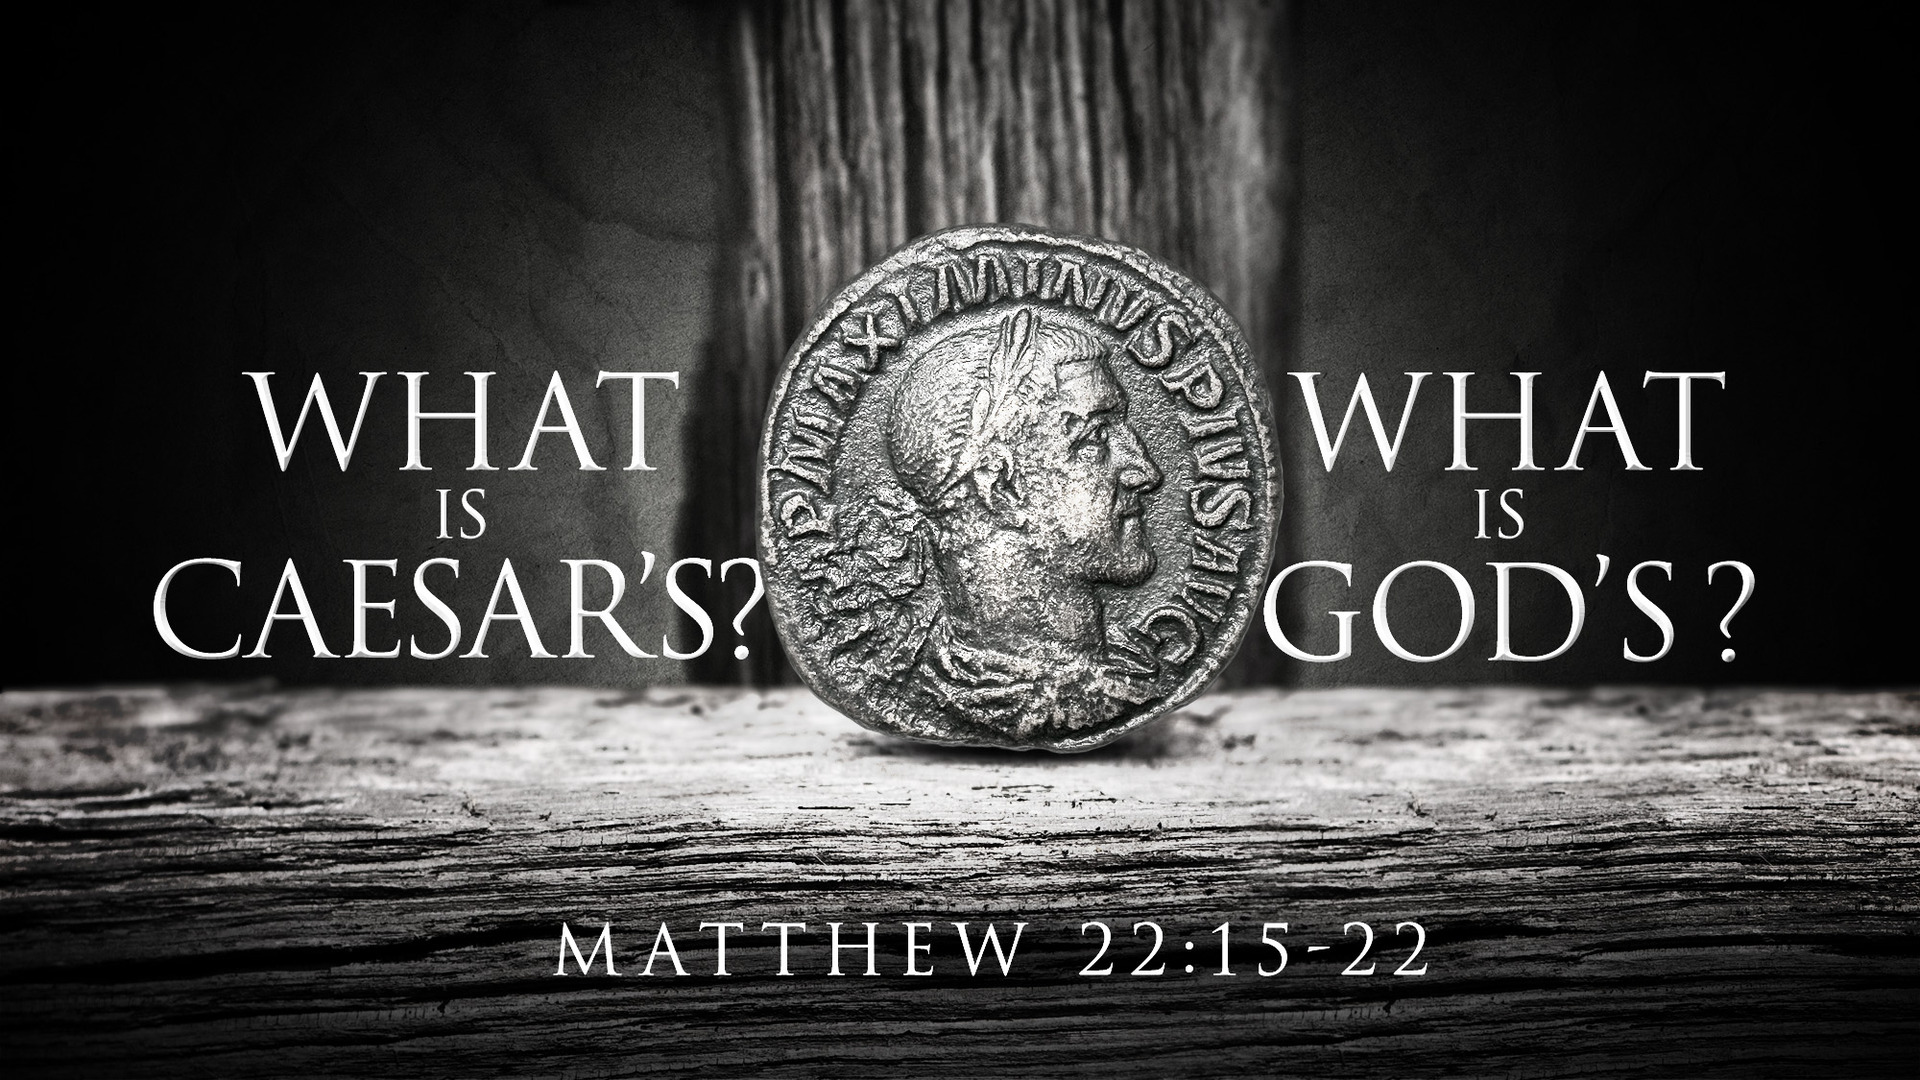 WHAT
IS
CAESAR'S?
IMP MAXIMINUS PIUS AUG
WHAT
IS
GOD'S?
MATTHEW 22:15-22